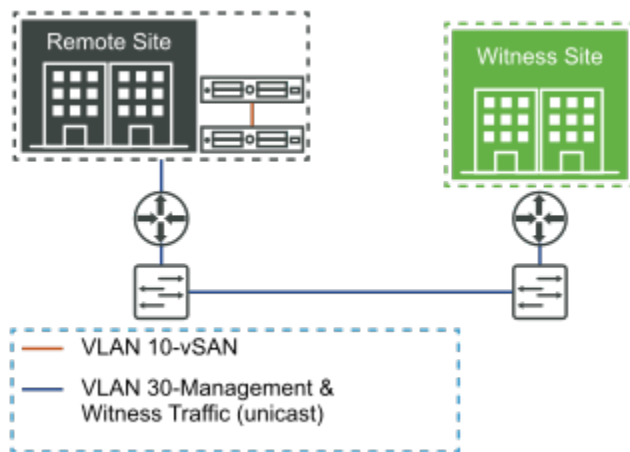 Remote Site
Witness Site
VLAN 10-vSAN
VLAN 30-Management &
Witness Traffic (unicast)